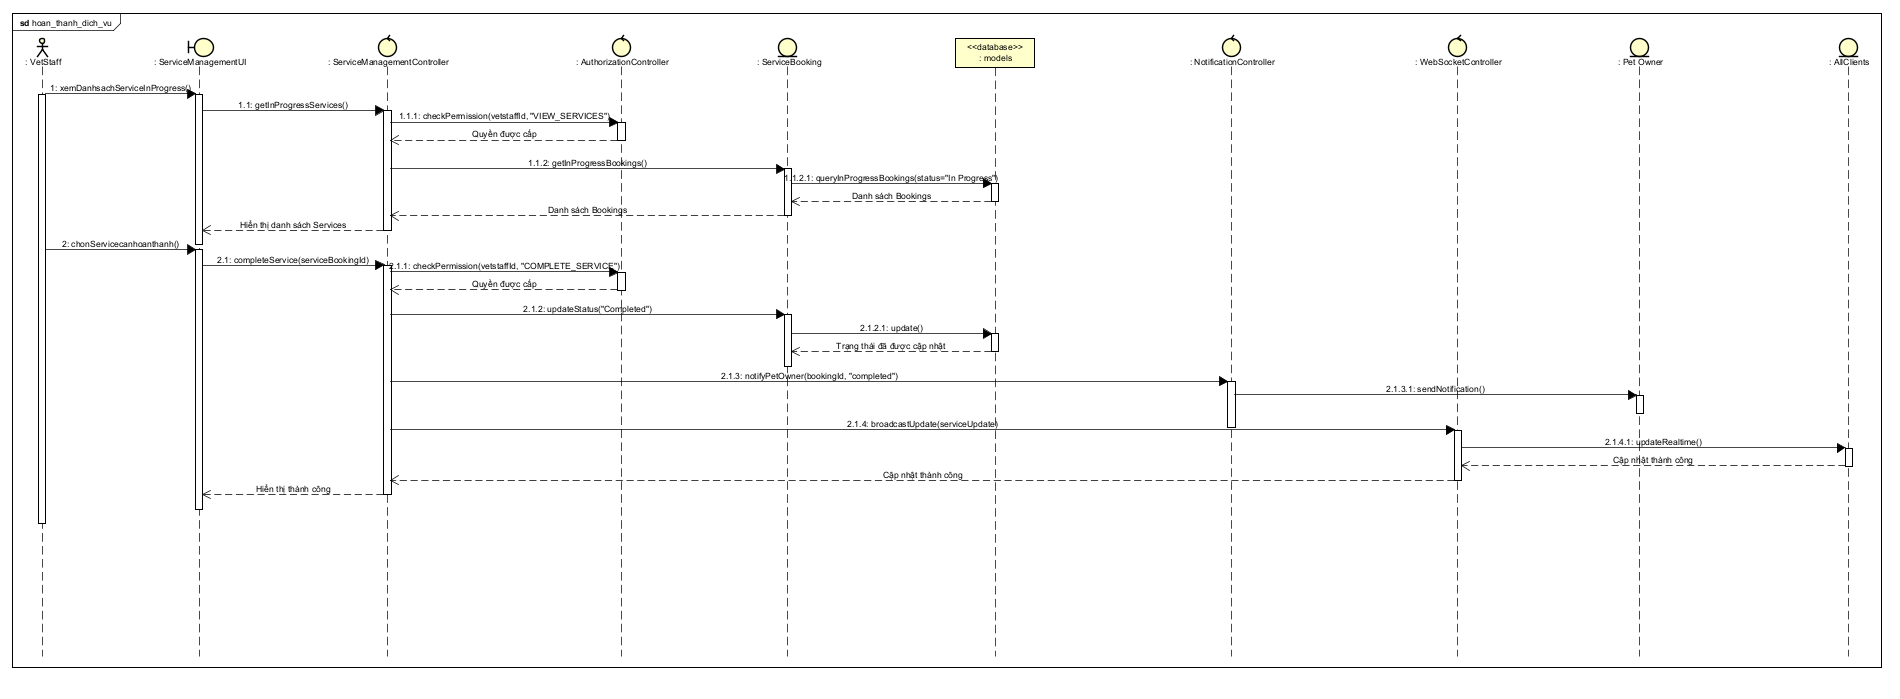 sd hoan_thanh_dich_vu
: VetStaff
: ServiceManagementUI
: ServiceManagementController
: AuthorizationController
: ServiceBooking
<<database>>
: models
: NotificationController
: WebSocketController
: Pet Owner
: AllClients
1: xemDanhsachServiceInProgress()
1.1: getInProgressServices()
1.1.1: checkPermission(vetstaffId, "VIEW_SERVICES")
Quyền được cấp
1.1.2: getInProgressBookings()
1.1.2.1: queryInProgressBookings(status="In Progress")
Danh sách Bookings
Danh sách Bookings
Hiển thị danh sách Services
2: chonServicecanhoanthanh()
2.1: completeService(serviceBookingId)
2.1.1: checkPermission(vetstaffId, "COMPLETE_SERVICE")
Quyền được cấp
2.1.2: updateStatus("Completed")
2.1.2.1: update()
Trạng thái đã được cập nhật
2.1.3: notifyPetOwner(bookingId, "completed")
2.1.3.1: sendNotification()
2.1.4: broadcastUpdate(serviceUpdate)
2.1.4.1: updateRealtime()
Cập nhật thành công
Cập nhật thành công
Hiển thị thành công